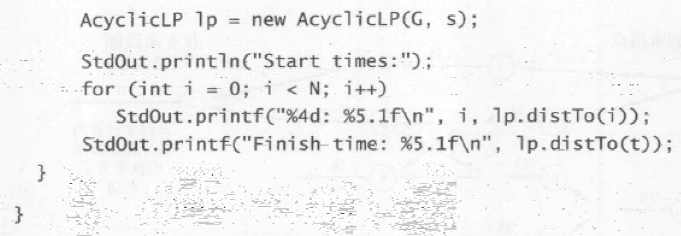 AcyclicLP lp = new AcyclicLP(G, s);
StdOut.println("Start times:");
for (int i = 0; i < N; i++)
StdOut.printf("%4d: %5.1f\n", i, lp.distTo(i));
StdOut.printf("Finish time: %5.1f\n", lp.distTo(t));
}
}